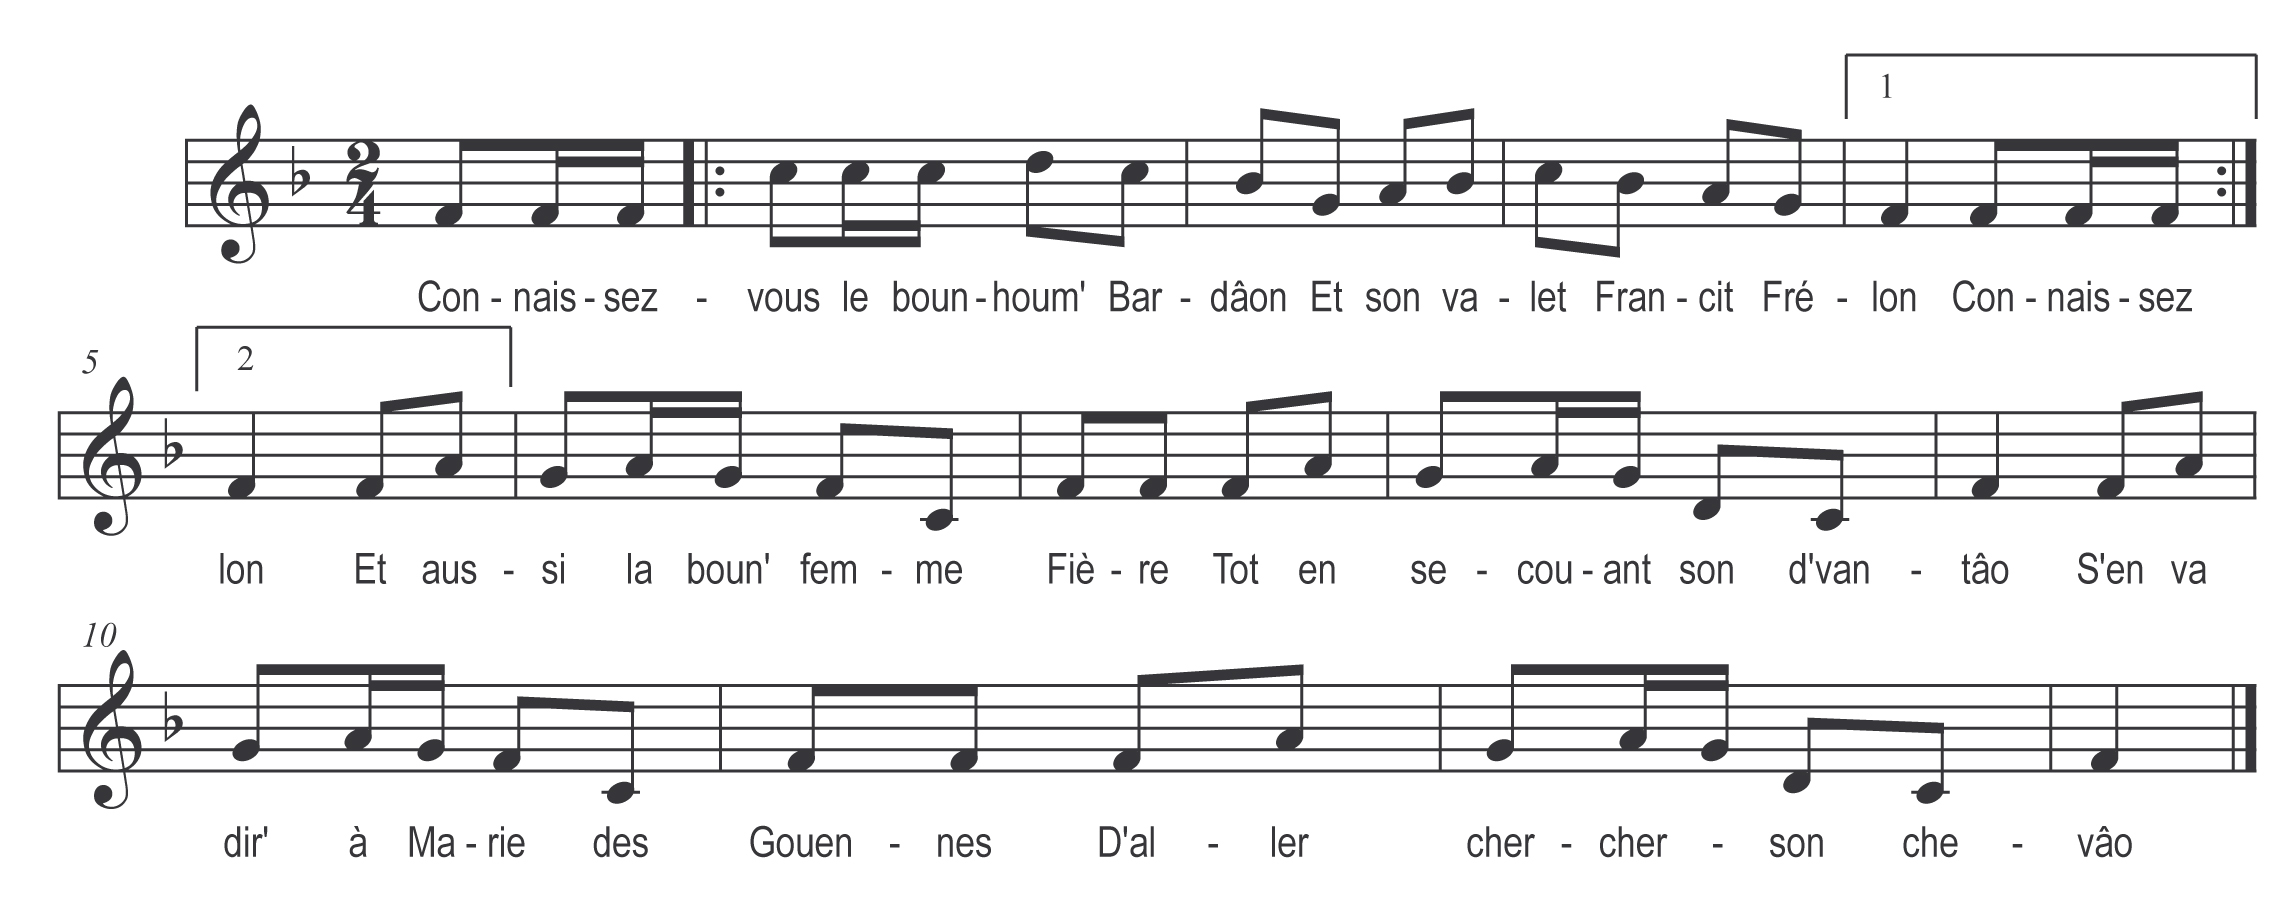 1
2
4
Con - nais - sez - vous le boun - houm' Bar - dâon Et son va - let Fran - cit Fré - lon Con - nais - sez
5
2
lon Et aus - si la boun' fem - me Fiè - re Tot en se - cou - ant son d'van - tâo S'en va
10
dir' à Ma - rie des Gouen - nes D'al - ler cher - cher - son che - vâo